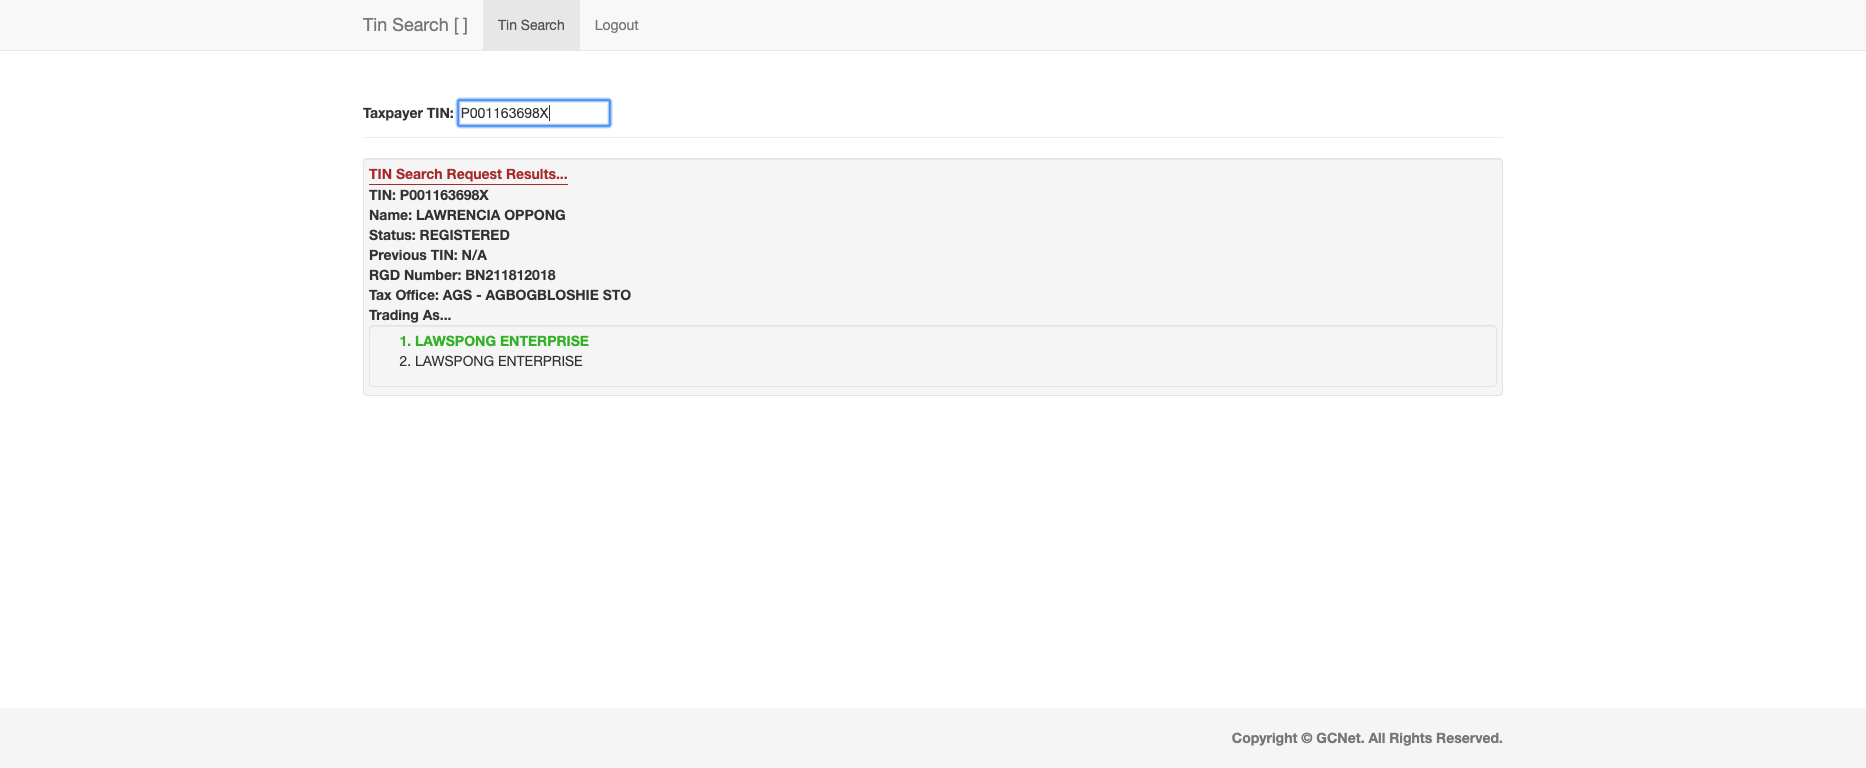 Tin Search [ ] Tin Search Logout
Taxpayer TIN: P001163698X
TIN Search Request Results...
TIN: P001163698X
Name: LAWRENCIA OPPONG
Status: REGISTERED
Previous TIN: N/A
RGD Number: BN211812018
Tax Office: AGS - AGBOGBLOSHIE STO
Trading As...
1. LAWSPONG ENTERPRISE
2. LAWSPONG ENTERPRISE
Copyright © GCNet. All Rights Reserved.